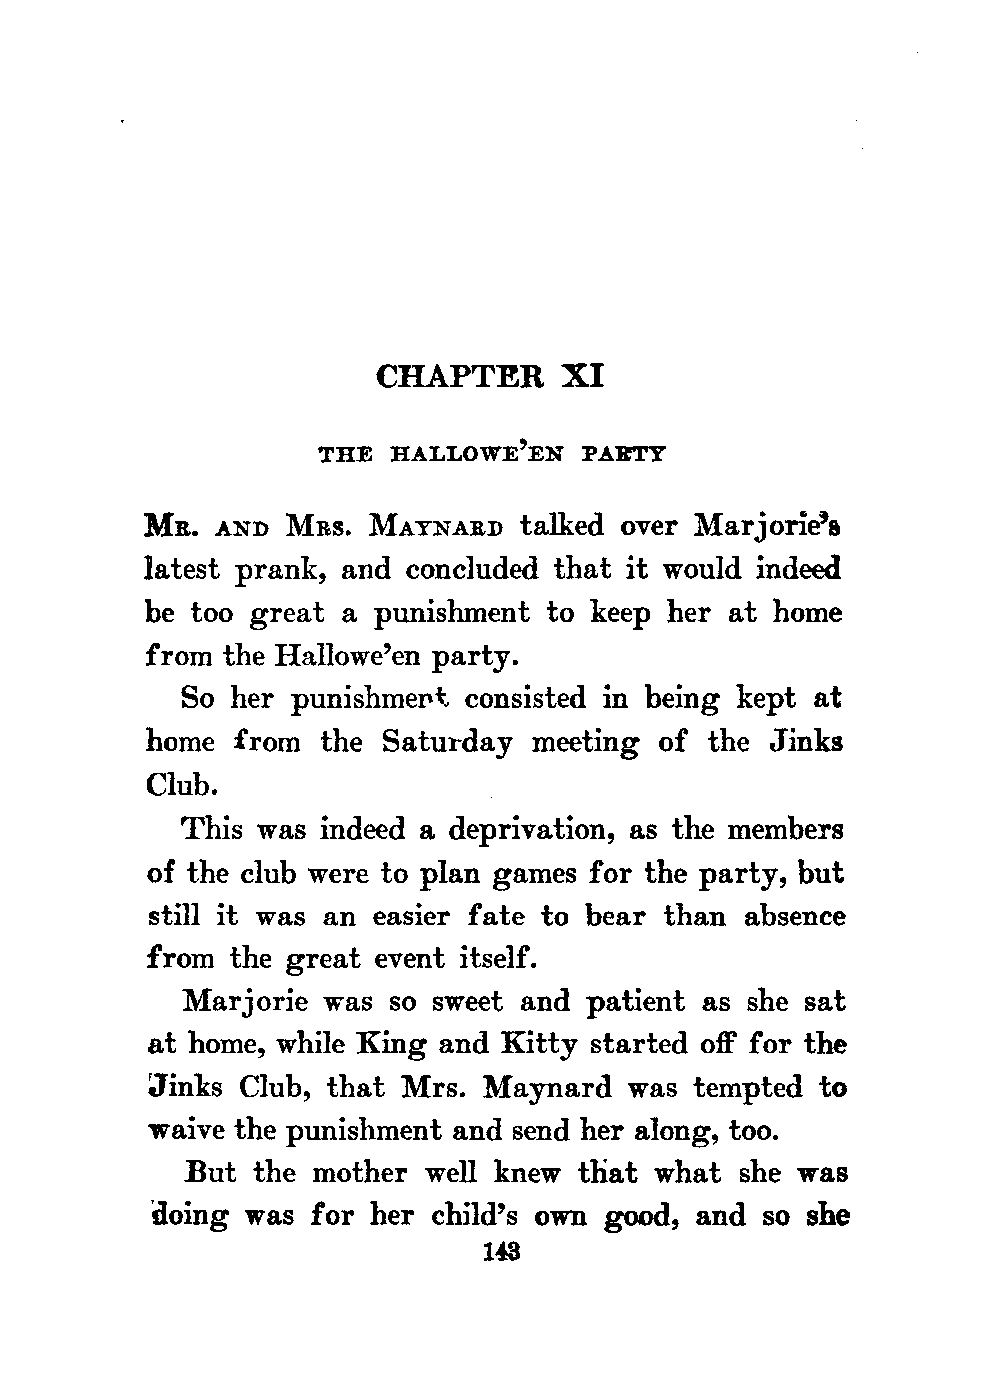 CHAPTER XI
THE HALLOWE'EN PARTY
MR. AND MRS. MAYNARD talked over Marjorie's
latest prank, and concluded that it would indeed
be too great a punishment to keep her at home
from the Hallowe'en party.
So her punishment consisted in being kept at
home from the Saturday meeting of the Jinks
Club.
This was indeed a deprivation, as the members
of the club were to plan games for the party, but
still it was an easier fate to bear than absence
from the great event itself.
Marjorie was so sweet and patient as she sat
at home, while King and Kitty started off for the
Jinks Club, that Mrs. Maynard was tempted to
waive the punishment and send her along, too.
But the mother well knew that what she was
doing was for her child's own good, and so she
143